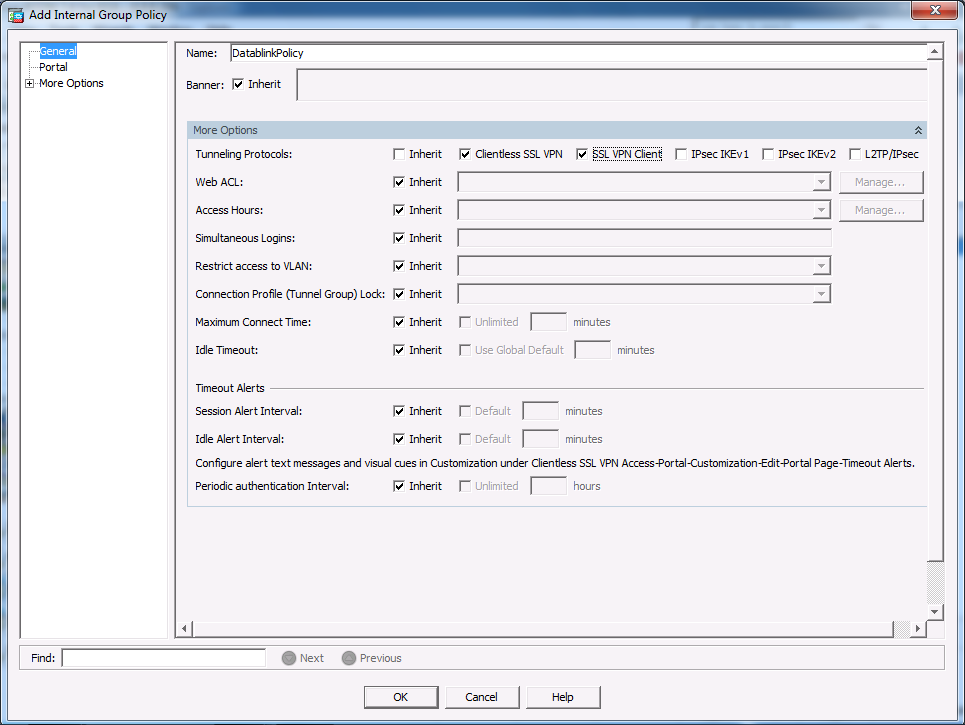 Add Internal Group Policy
General
Portal
More Options
Name: DatablinkPolicy
Banner: Inherit
More Options
Tunneling Protocols: Inherit Clientless SSL VPN SSL VPN Client IPsec IKEv1 IPsec IKEv2 L2TP/IPsec
Web ACL: Inherit Manage...
Access Hours: Inherit Manage...
Simultaneous Logins: Inherit
Restrict access to VLAN: Inherit
Connection Profile (Tunnel Group) Lock: Inherit
Maximum Connect Time: Inherit Unlimited minutes
Idle Timeout: Inherit Use Global Default minutes
Timeout Alerts
Session Alert Interval: Inherit Default minutes
Idle Alert Interval: Inherit Default minutes
Configure alert text messages and visual cues in Customization under Clientless SSL VPN Access-Portal-Customization-Edit-Portal Page-Timeout Alerts.
Periodic authentication Interval: Inherit Unlimited hours
Find: Next Previous
OK Cancel Help